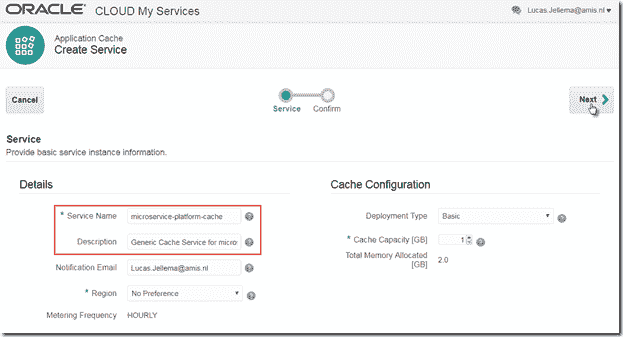 ORACLE CLOUD My Services
Lucas.Jellema@amis.nl
Application Cache
Create Service
Cancel
Service
Confirm
Next
Service
Provide basic service instance information.
Details
* Service Name microservice-platform-cache
Description Generic Cache Service for micros
Notification Email Lucas.Jellema@amis.nl
* Region No Preference
Metering Frequency HOURLY
Cache Configuration
Deployment Type Basic
* Cache Capacity [GB] 1
Total Memory Allocated 2.0
[GB]